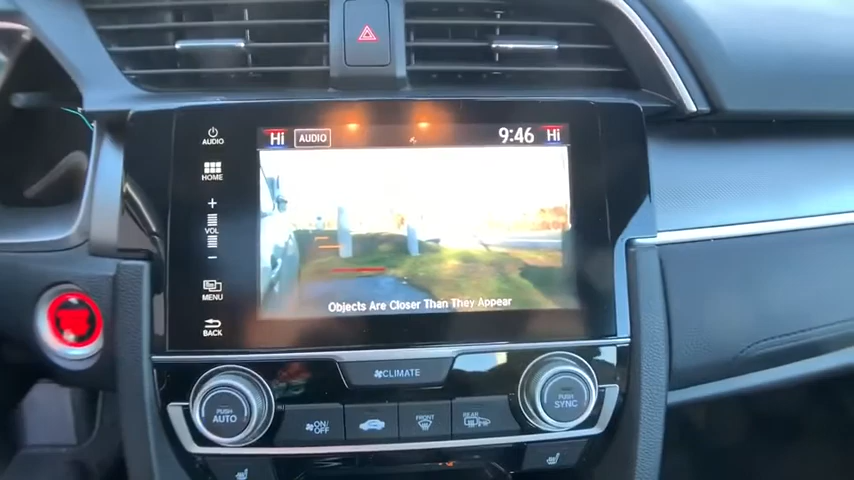 AUDIO
HOME
+
VOL
-
MENU
BACK
Hi
AUDIO
9:46
Hi
Objects Are Closer Than They Appear
CLIMATE
PUSH
AUTO
ON/
OFF
FRONT
REAR
PUSH
SYNC